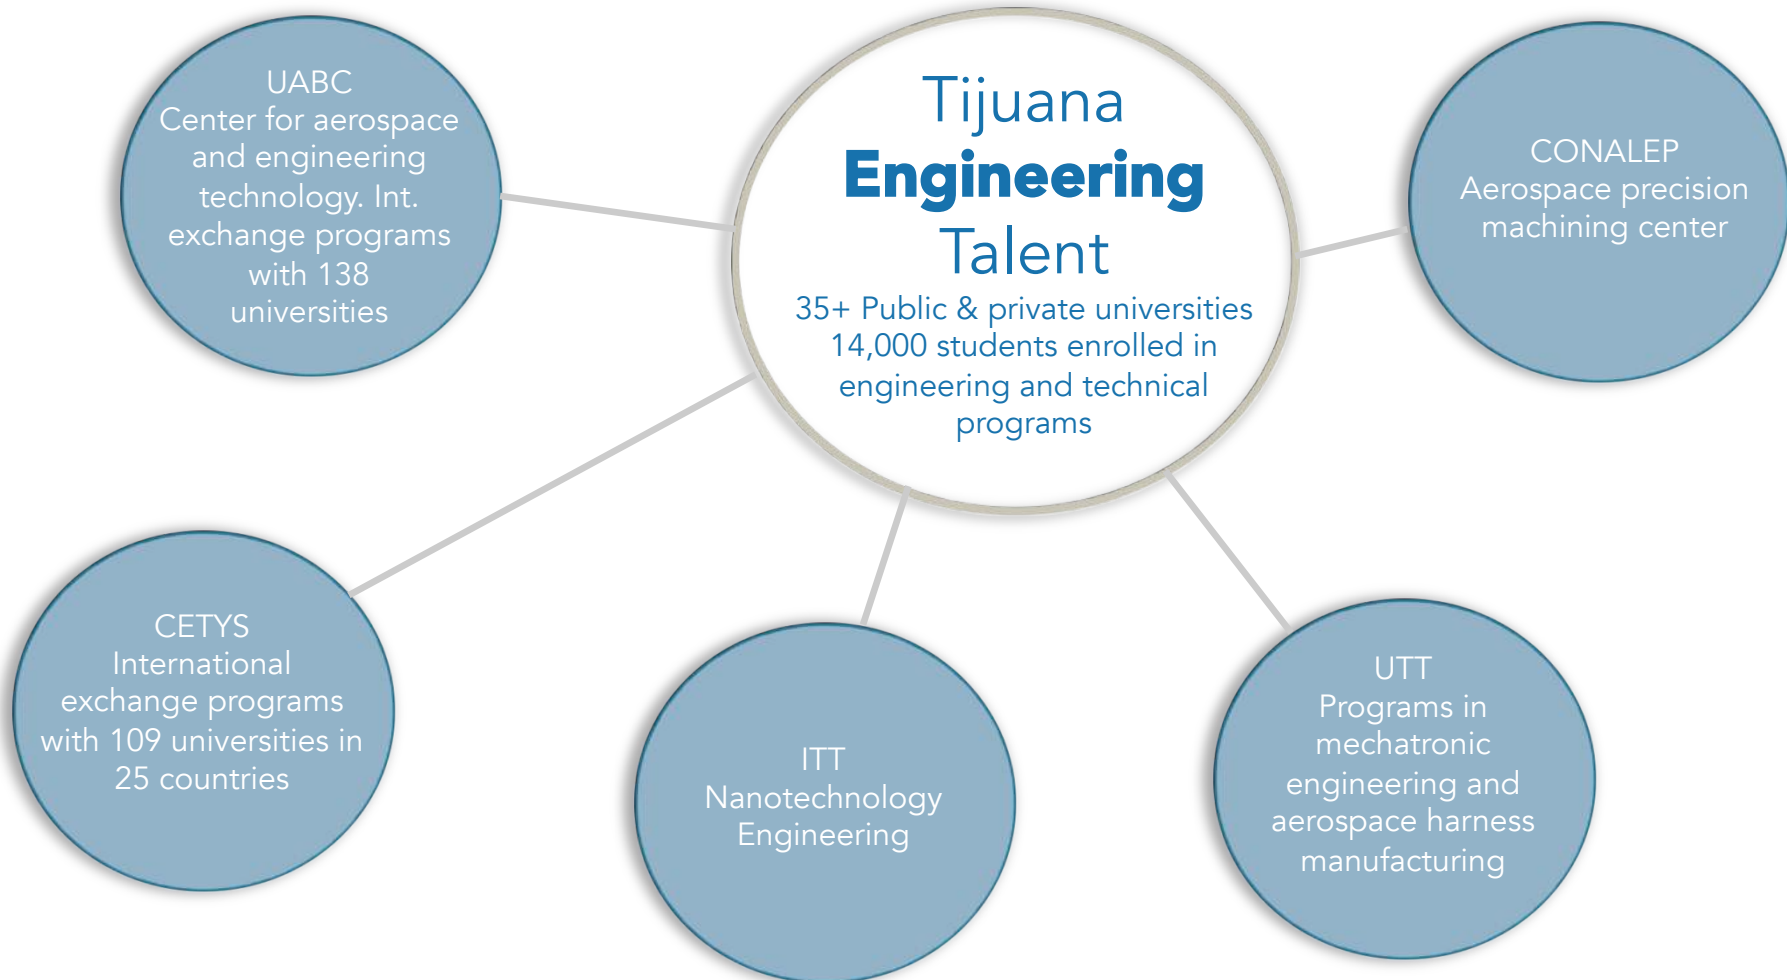 UABC
Center for aerospace
and engineering
technology. Int.
exchange programs
with 138
universities
Tijuana
Engineering
Talent
35+ Public & private universities
14,000 students enrolled in
engineering and technical
programs
CONALEP
Aerospace precision
machining center
CETYS
International
exchange programs
with 109 universities in
25 countries
ITT
Nanotechnology
Engineering
UTT
Programs in
mechatronic
engineering and
aerospace harness
manufacturing